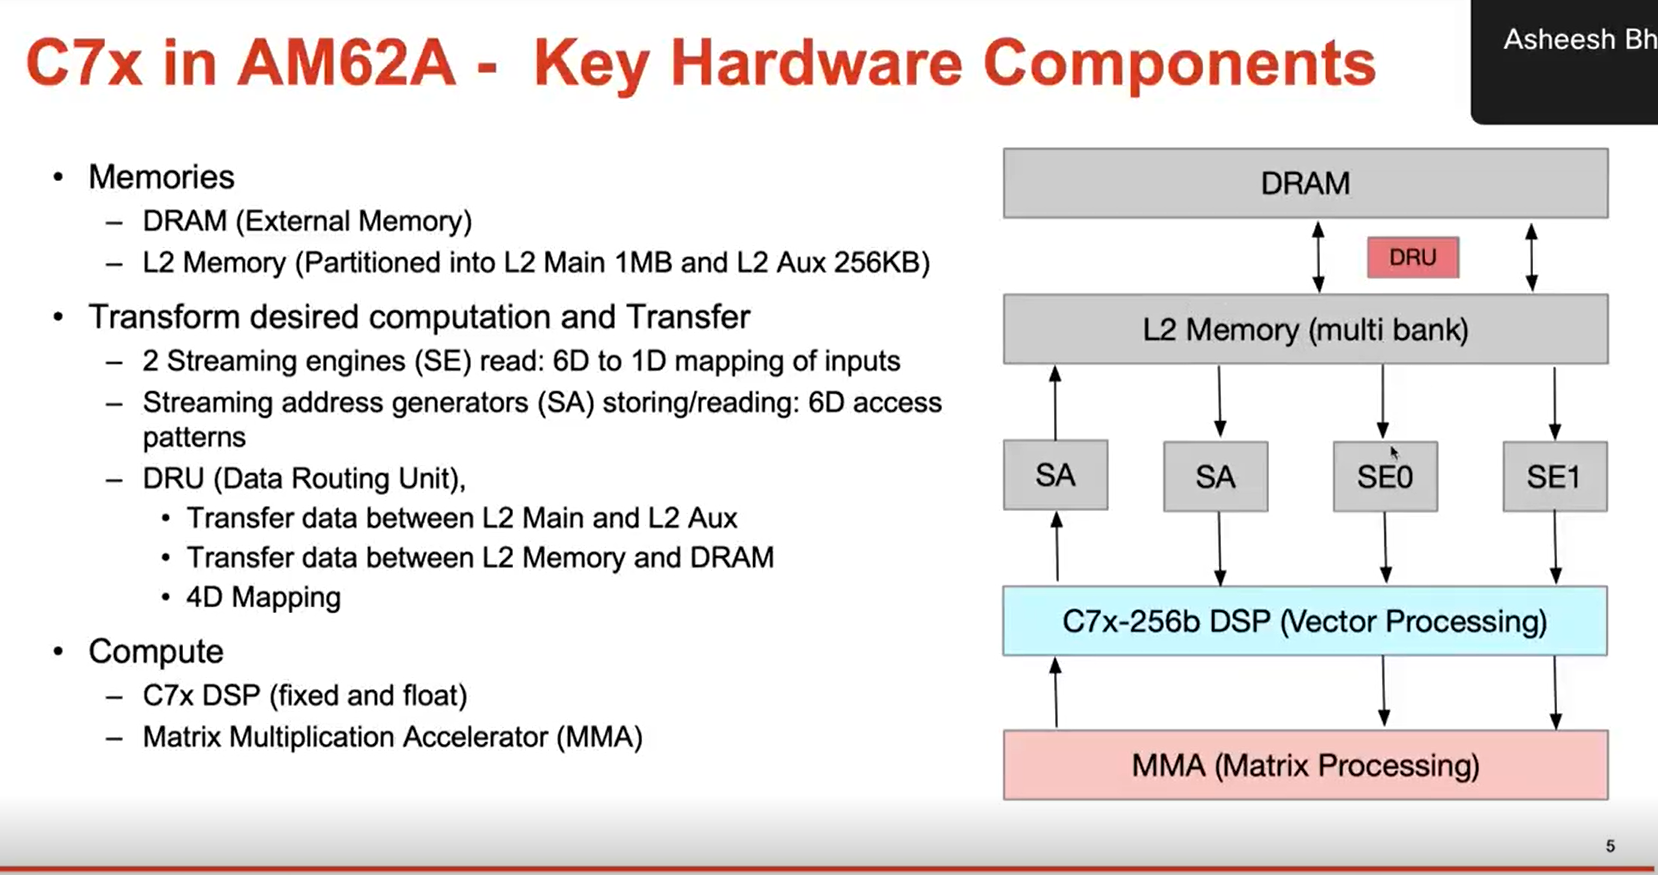 C7x in AM62A - Key Hardware Components
Asheesh Bh
• Memories
– DRAM (External Memory)
– L2 Memory (Partitioned into L2 Main 1MB and L2 Aux 256KB)
• Transform desired computation and Transfer
– 2 Streaming engines (SE) read: 6D to 1D mapping of inputs
– Streaming address generators (SA) storing/reading: 6D access
patterns
– DRU (Data Routing Unit),
• Transfer data between L2 Main and L2 Aux
• Transfer data between L2 Memory and DRAM
• 4D Mapping
• Compute
– C7x DSP (fixed and float)
– Matrix Multiplication Accelerator (MMA)
DRAM
DRU
L2 Memory (multi bank)
SA
SA
SE0
SE1
C7x-256b DSP (Vector Processing)
MMA (Matrix Processing)
5